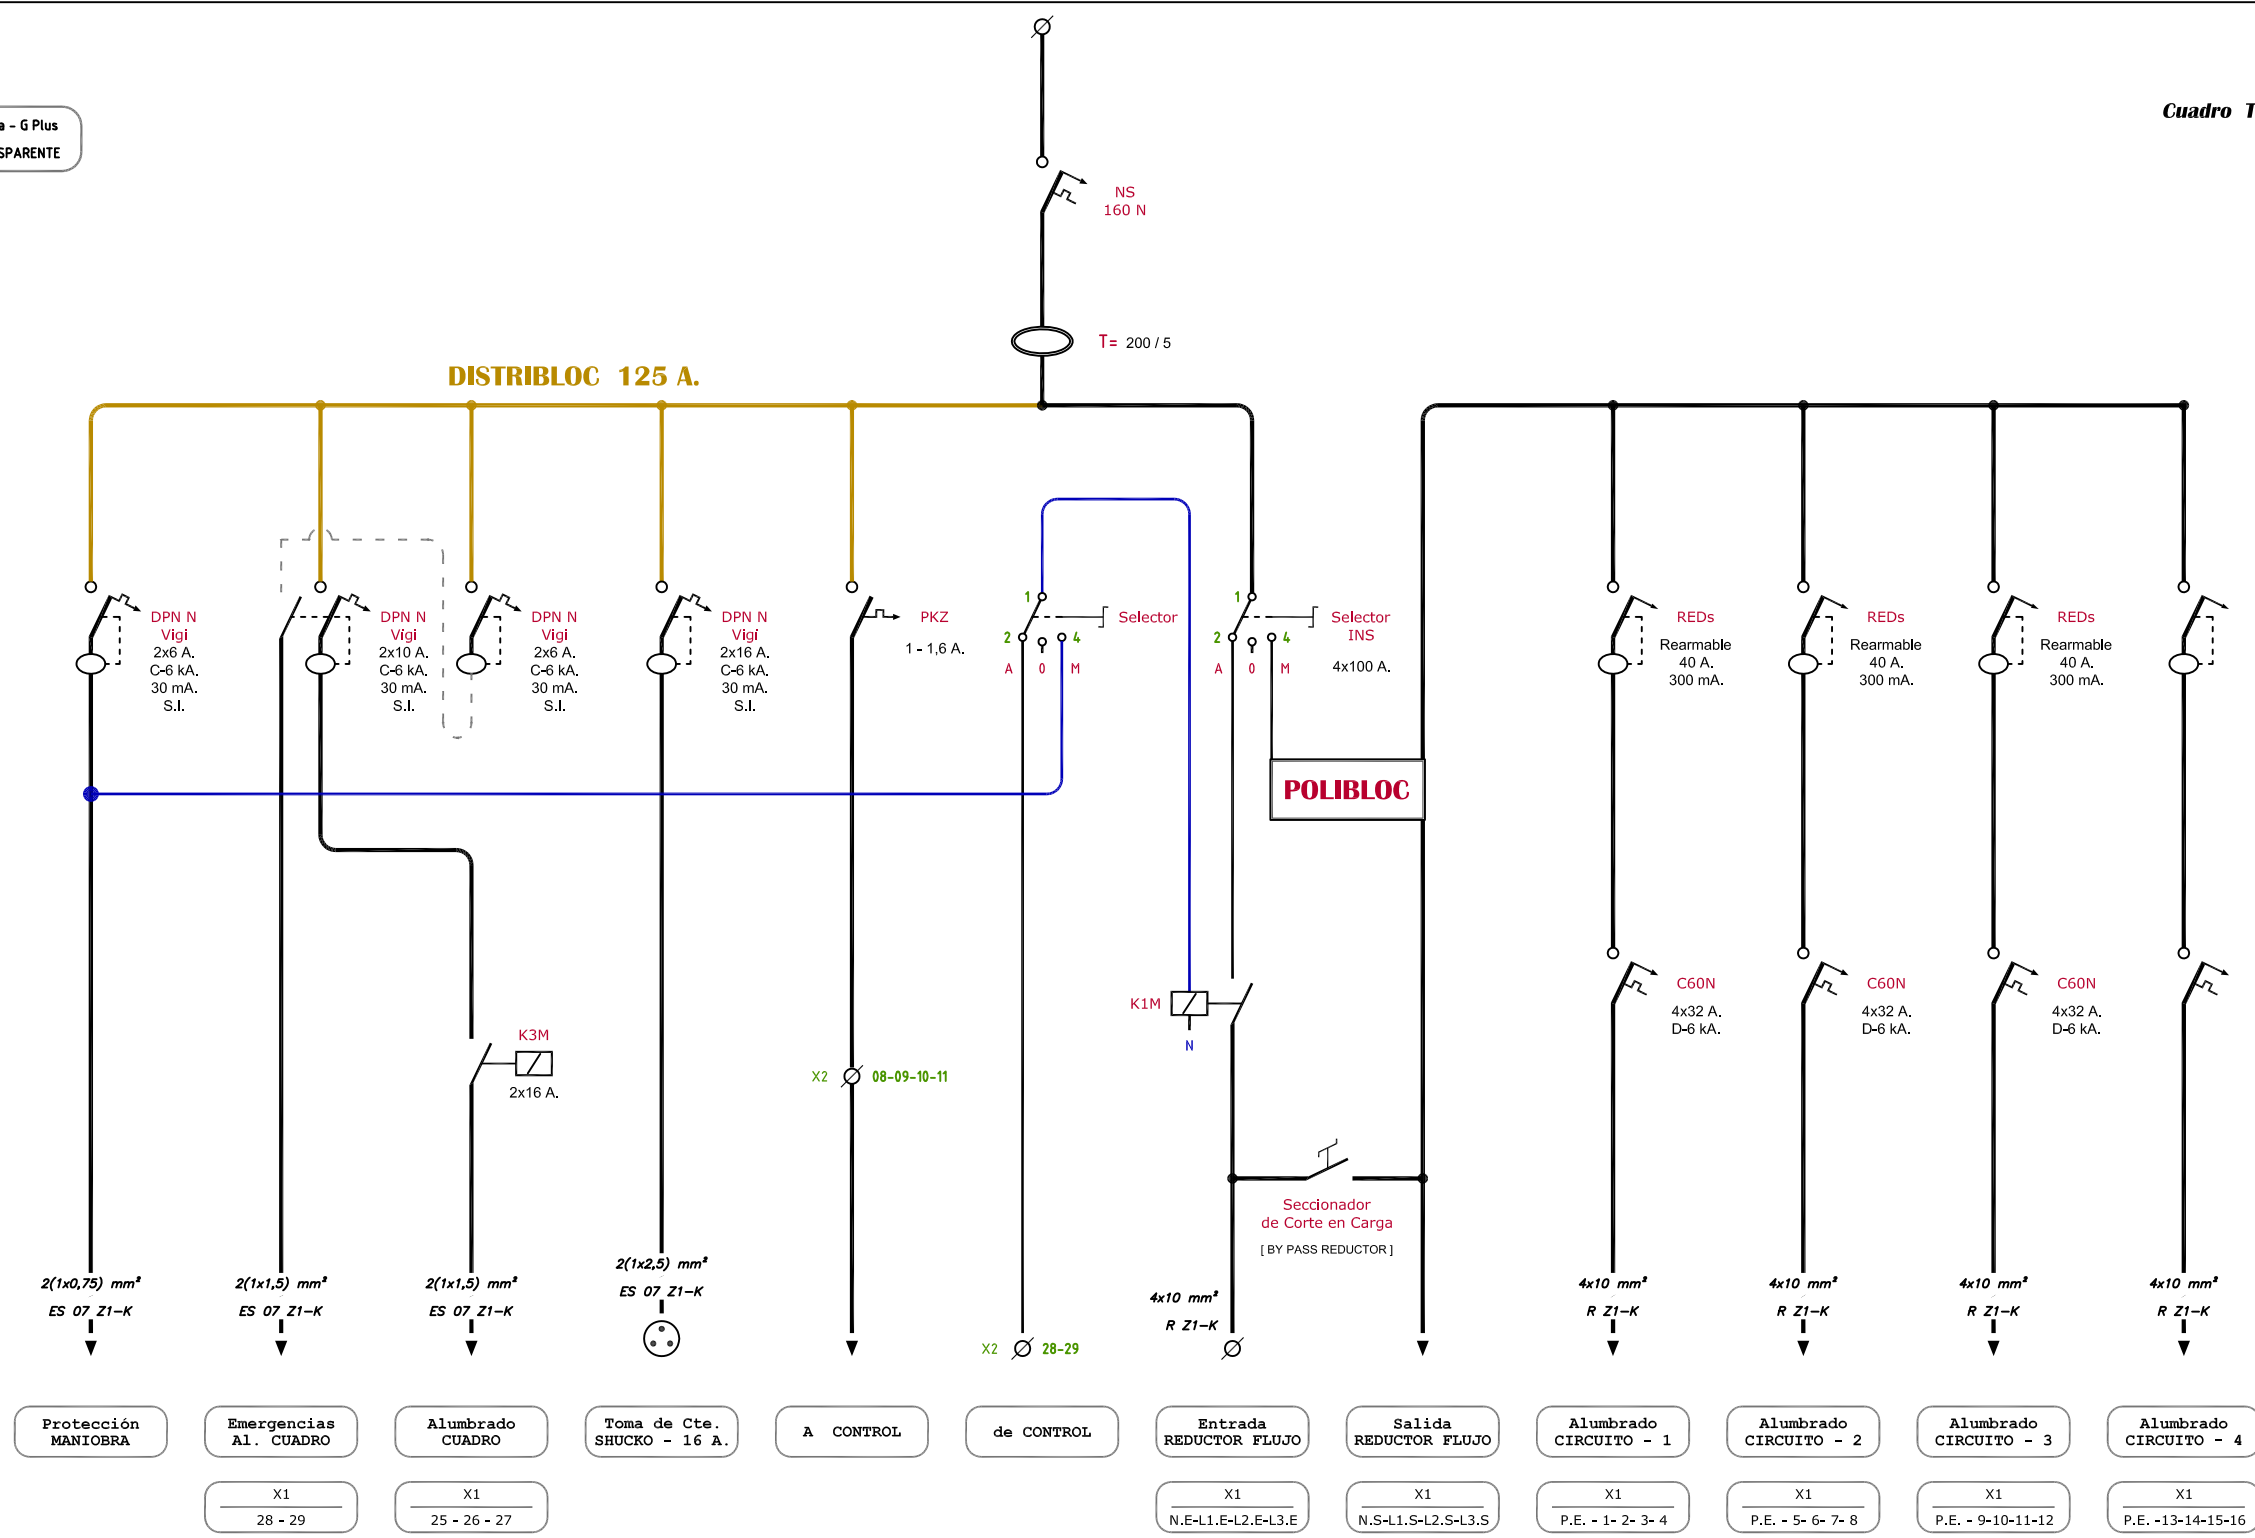 a - G Plus
SPARENTE
Cuadro T
NS
160 N
T= 200 / 5
DISTRIBLOC 125 A.
DPN N
Vigi
2x6 A.
C-6 kA.
30 mA.
S.I.
DPN N
Vigi
2x10 A.
C-6 kA.
30 mA.
S.I.
DPN N
Vigi
2x6 A.
C-6 kA.
30 mA.
S.I.
DPN N
Vigi
2x16 A.
C-6 kA.
30 mA.
S.I.
PKZ
1 - 1,6 A.
1
Selector
2 4
A 0 M
1
Selector
INS
2 4
A 0 M
4x100 A.
REDs
Rearmable
40 A.
300 mA.
REDs
Rearmable
40 A.
300 mA.
REDs
Rearmable
40 A.
300 mA.
POLIBLOC
K1M
N
K3M
2x16 A.
X2 08-09-10-11
C60N
4x32 A.
D-6 kA.
C60N
4x32 A.
D-6 kA.
C60N
4x32 A.
D-6 kA.
Seccionador
de Corte en Carga
[ BY PASS REDUCTOR ]
2(1x0,75) mm²
ES 07 Z1-K
2(1x1,5) mm²
ES 07 Z1-K
2(1x1,5) mm²
ES 07 Z1-K
2(1x2,5) mm²
ES 07 Z1-K
X2 28-29
4x10 mm²
R Z1-K
4x10 mm²
R Z1-K
4x10 mm²
R Z1-K
4x10 mm²
R Z1-K
4x10 mm²
R Z1-K
Protección
MANIOBRA
Emergencias
Al. CUADRO
Alumbrado
CUADRO
Toma de Cte.
SHUCKO - 16 A.
A CONTROL
de CONTROL
Entrada
REDUCTOR FLUJO
Salida
REDUCTOR FLUJO
Alumbrado
CIRCUITO - 1
Alumbrado
CIRCUITO - 2
Alumbrado
CIRCUITO - 3
Alumbrado
CIRCUITO - 4
X1
28 - 29
X1
25 - 26 - 27
X1
N.E-L1.E-L2.E-L3.E
X1
N.S-L1.S-L2.S-L3.S
X1
P.E. - 1- 2- 3- 4
X1
P.E. - 5- 6- 7- 8
X1
P.E. - 9-10-11-12
X1
P.E. -13-14-15-16